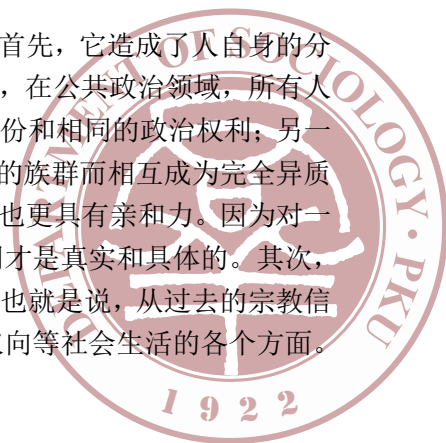 首先，它造成了人自身的分
，在公共政治领域，所有人
份和相同的政治权利；另一
的族群而相互成为完全异质
也更具有亲和力。因为对一
才是真实和具体的。其次，
也就是说，从过去的宗教信
向等社会生活的各个方面。
DEPARTMENT OF SOCIOLOGY · PKU
1922